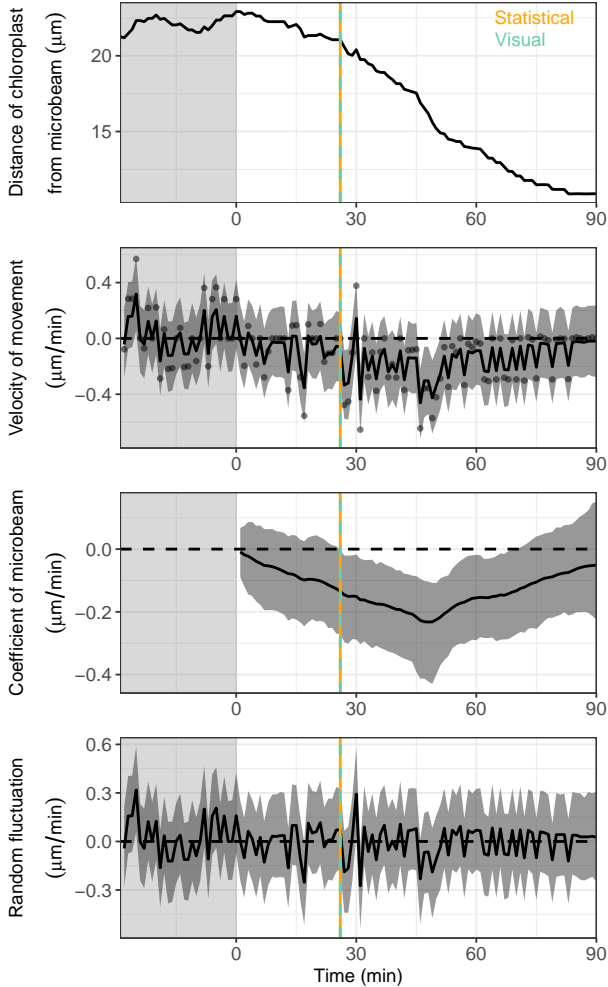 Statistical
Visual
Distance of chloroplast
from microbeam (μm)
22
20
15
0
30
60
90
Velocity of movement
(μm/min)
0.4
0.0
−0.4
0
30
60
90
Coefficient of microbeam
(μm/min)
0.0
−0.2
−0.4
0
30
60
90
Random fluctuation
(μm/min)
0.6
0.3
0.0
−0.3
0
30
60
90
Time (min)